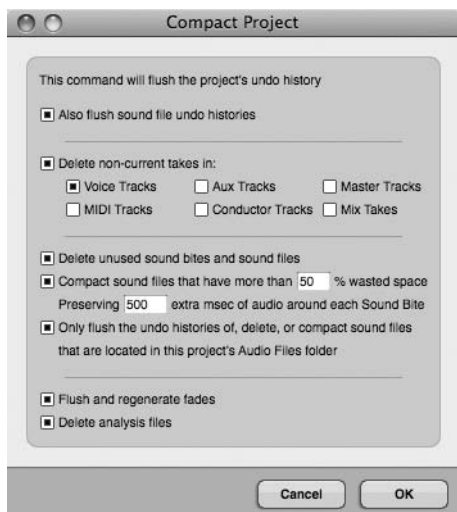 Compact Project
This command will flush the project's undo history
Also flush sound file undo histories
Delete non-current takes in:
Voice Tracks Aux Tracks Master Tracks
MIDI Tracks Conductor Tracks Mix Takes
Delete unused sound bites and sound files
Compact sound files that have more than 50 % wasted space
Preserving 500 extra msec of audio around each Sound Bite
Only flush the undo histories of, delete, or compact sound files
that are located in this project's Audio Files folder
Flush and regenerate fades
Delete analysis files
Cancel OK